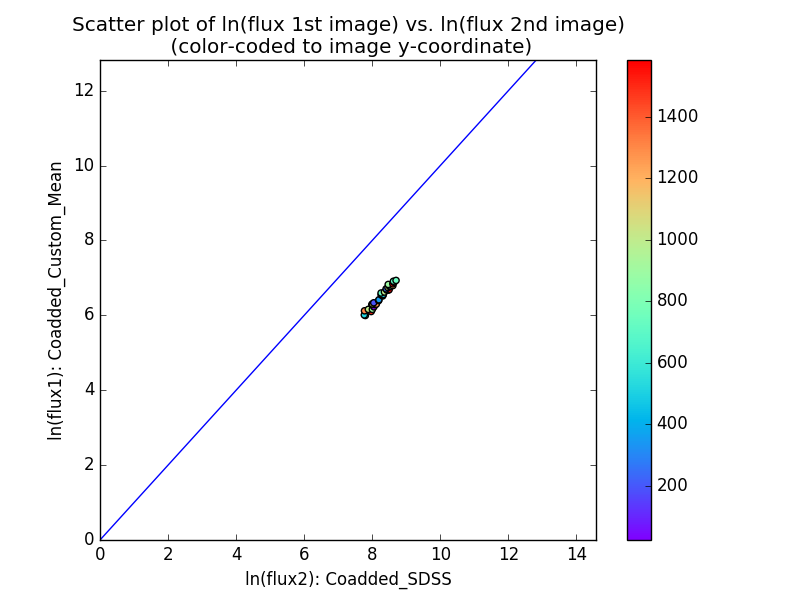 Scatter plot of ln(flux 1st image) vs. ln(flux 2nd image)
(color-coded to image y-coordinate)
ln(flux1): Coadded_Custom_Mean
12
10
8
6
4
2
0
0 2 4 6 8 10 12 14
ln(flux2): Coadded_SDSS
1400
1200
1000
800
600
400
200